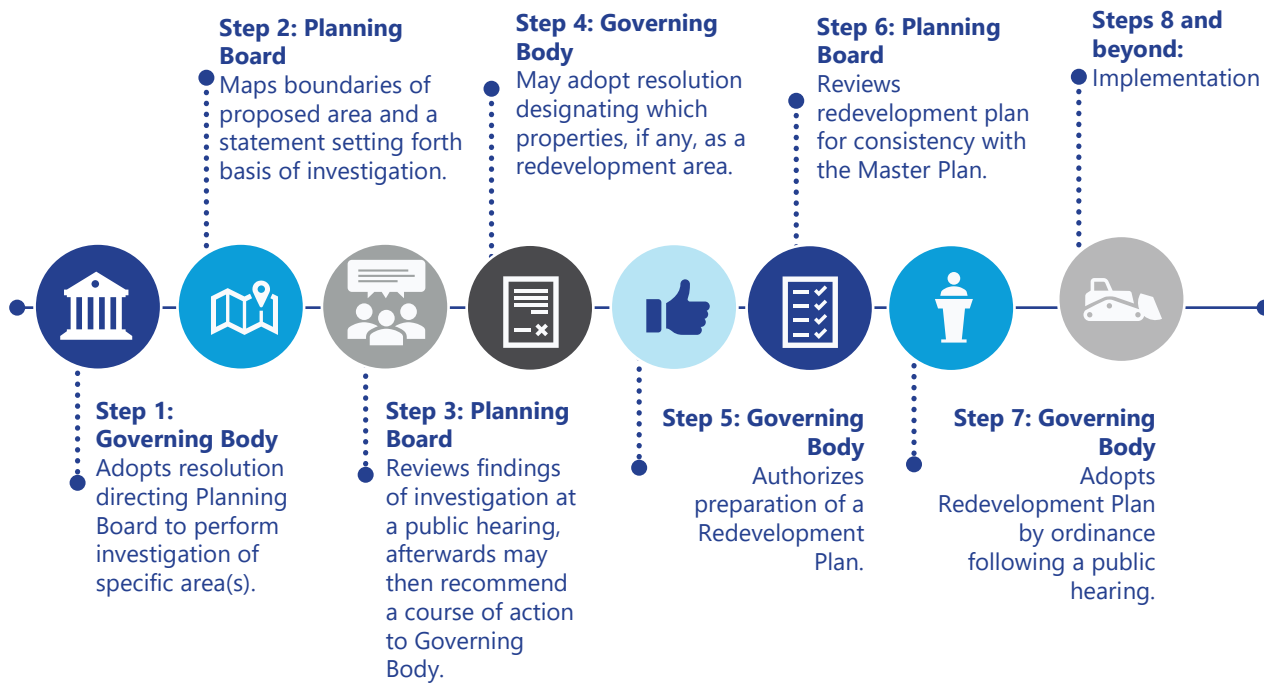 Step 1:
Governing Body
Adopts resolution
directing Planning
Board to perform
investigation of
specific area(s).
Step 2: Planning
Board
Maps boundaries of
proposed area and a
statement setting forth
basis of investigation.
Step 3: Planning
Board
Reviews findings
of investigation at
a public hearing,
afterwards may
then recommend
a course of action
to Governing
Body.
Step 4: Governing
Body
May adopt resolution
designating which
properties, if any, as a
redevelopment area.
Step 5: Governing
Body
Authorizes
preparation of a
Redevelopment
Plan.
Step 6: Planning
Board
Reviews
redevelopment plan
for consistency with
the Master Plan.
Step 7: Governing
Body
Adopts
Redevelopment Plan
by ordinance
following a public
hearing.
Steps 8 and
beyond:
Implementation